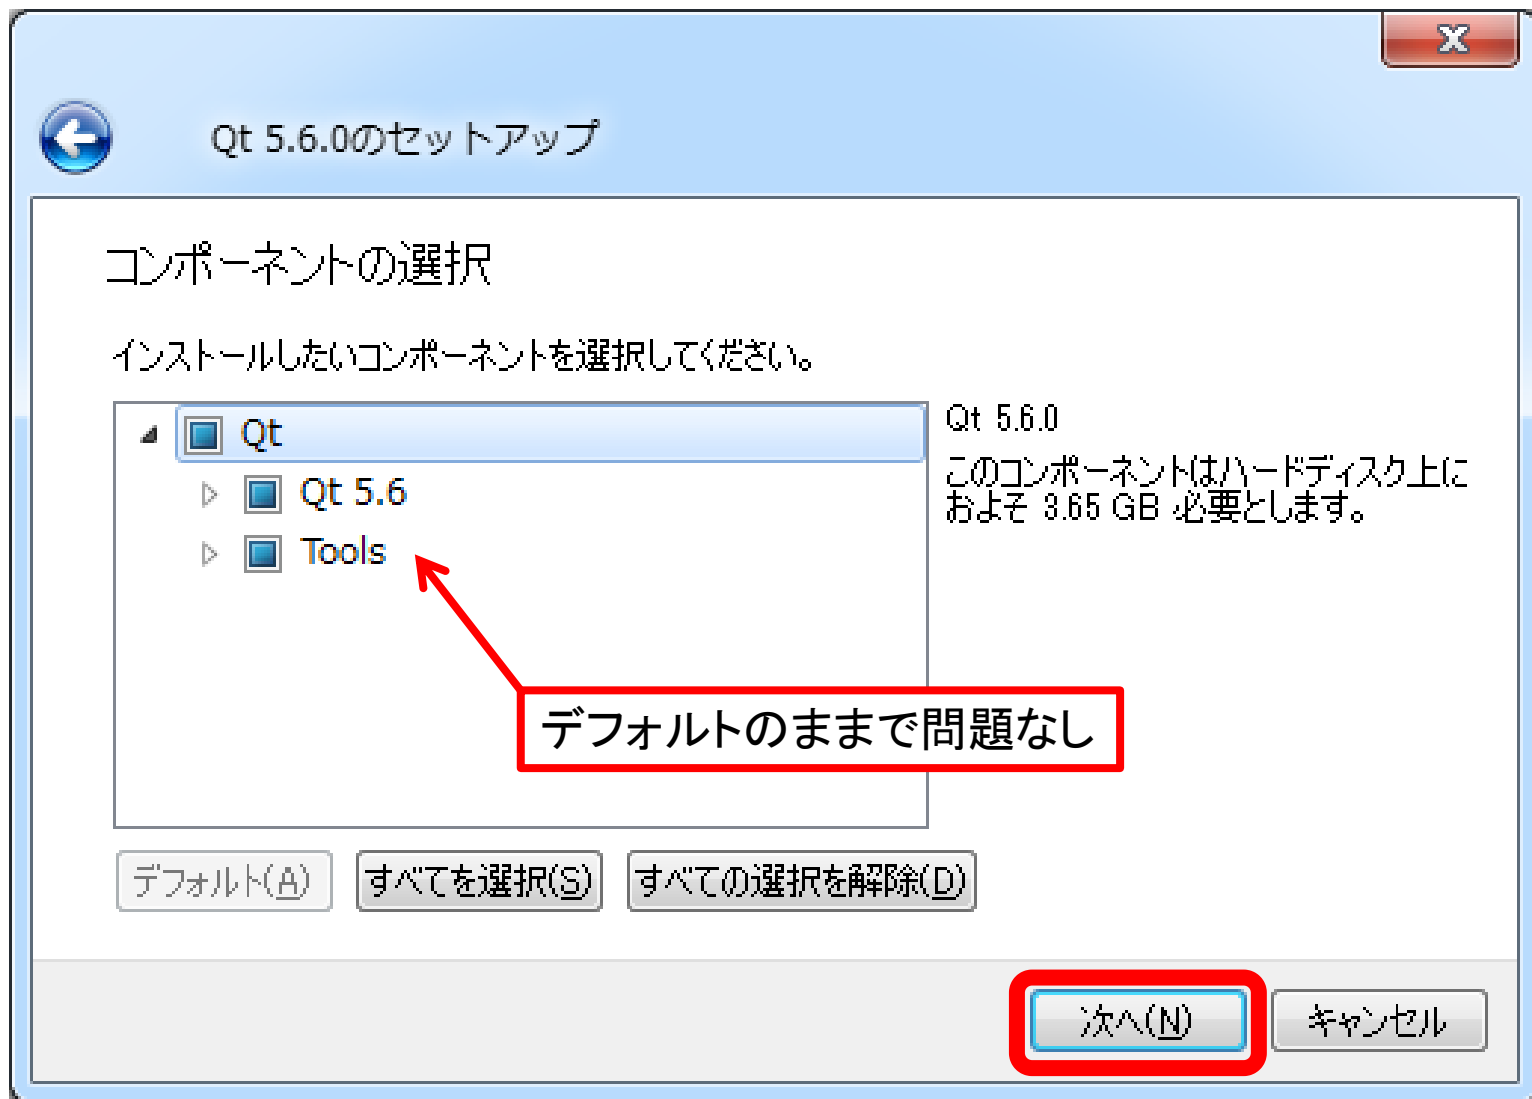 Qt 5.6.0のセットアップ
コンポーネントの選択
インストールしたいコンポーネントを選択してください。
Qt
Qt 5.6
Tools
Qt 5.6.0
このコンポーネントはハードディスク上に
およそ 3.65 GB 必要とします。
デフォルトのままで問題なし
デフォルト(A)
すべてを選択(S)
すべての選択を解除(D)
次へ(N)
キャンセル